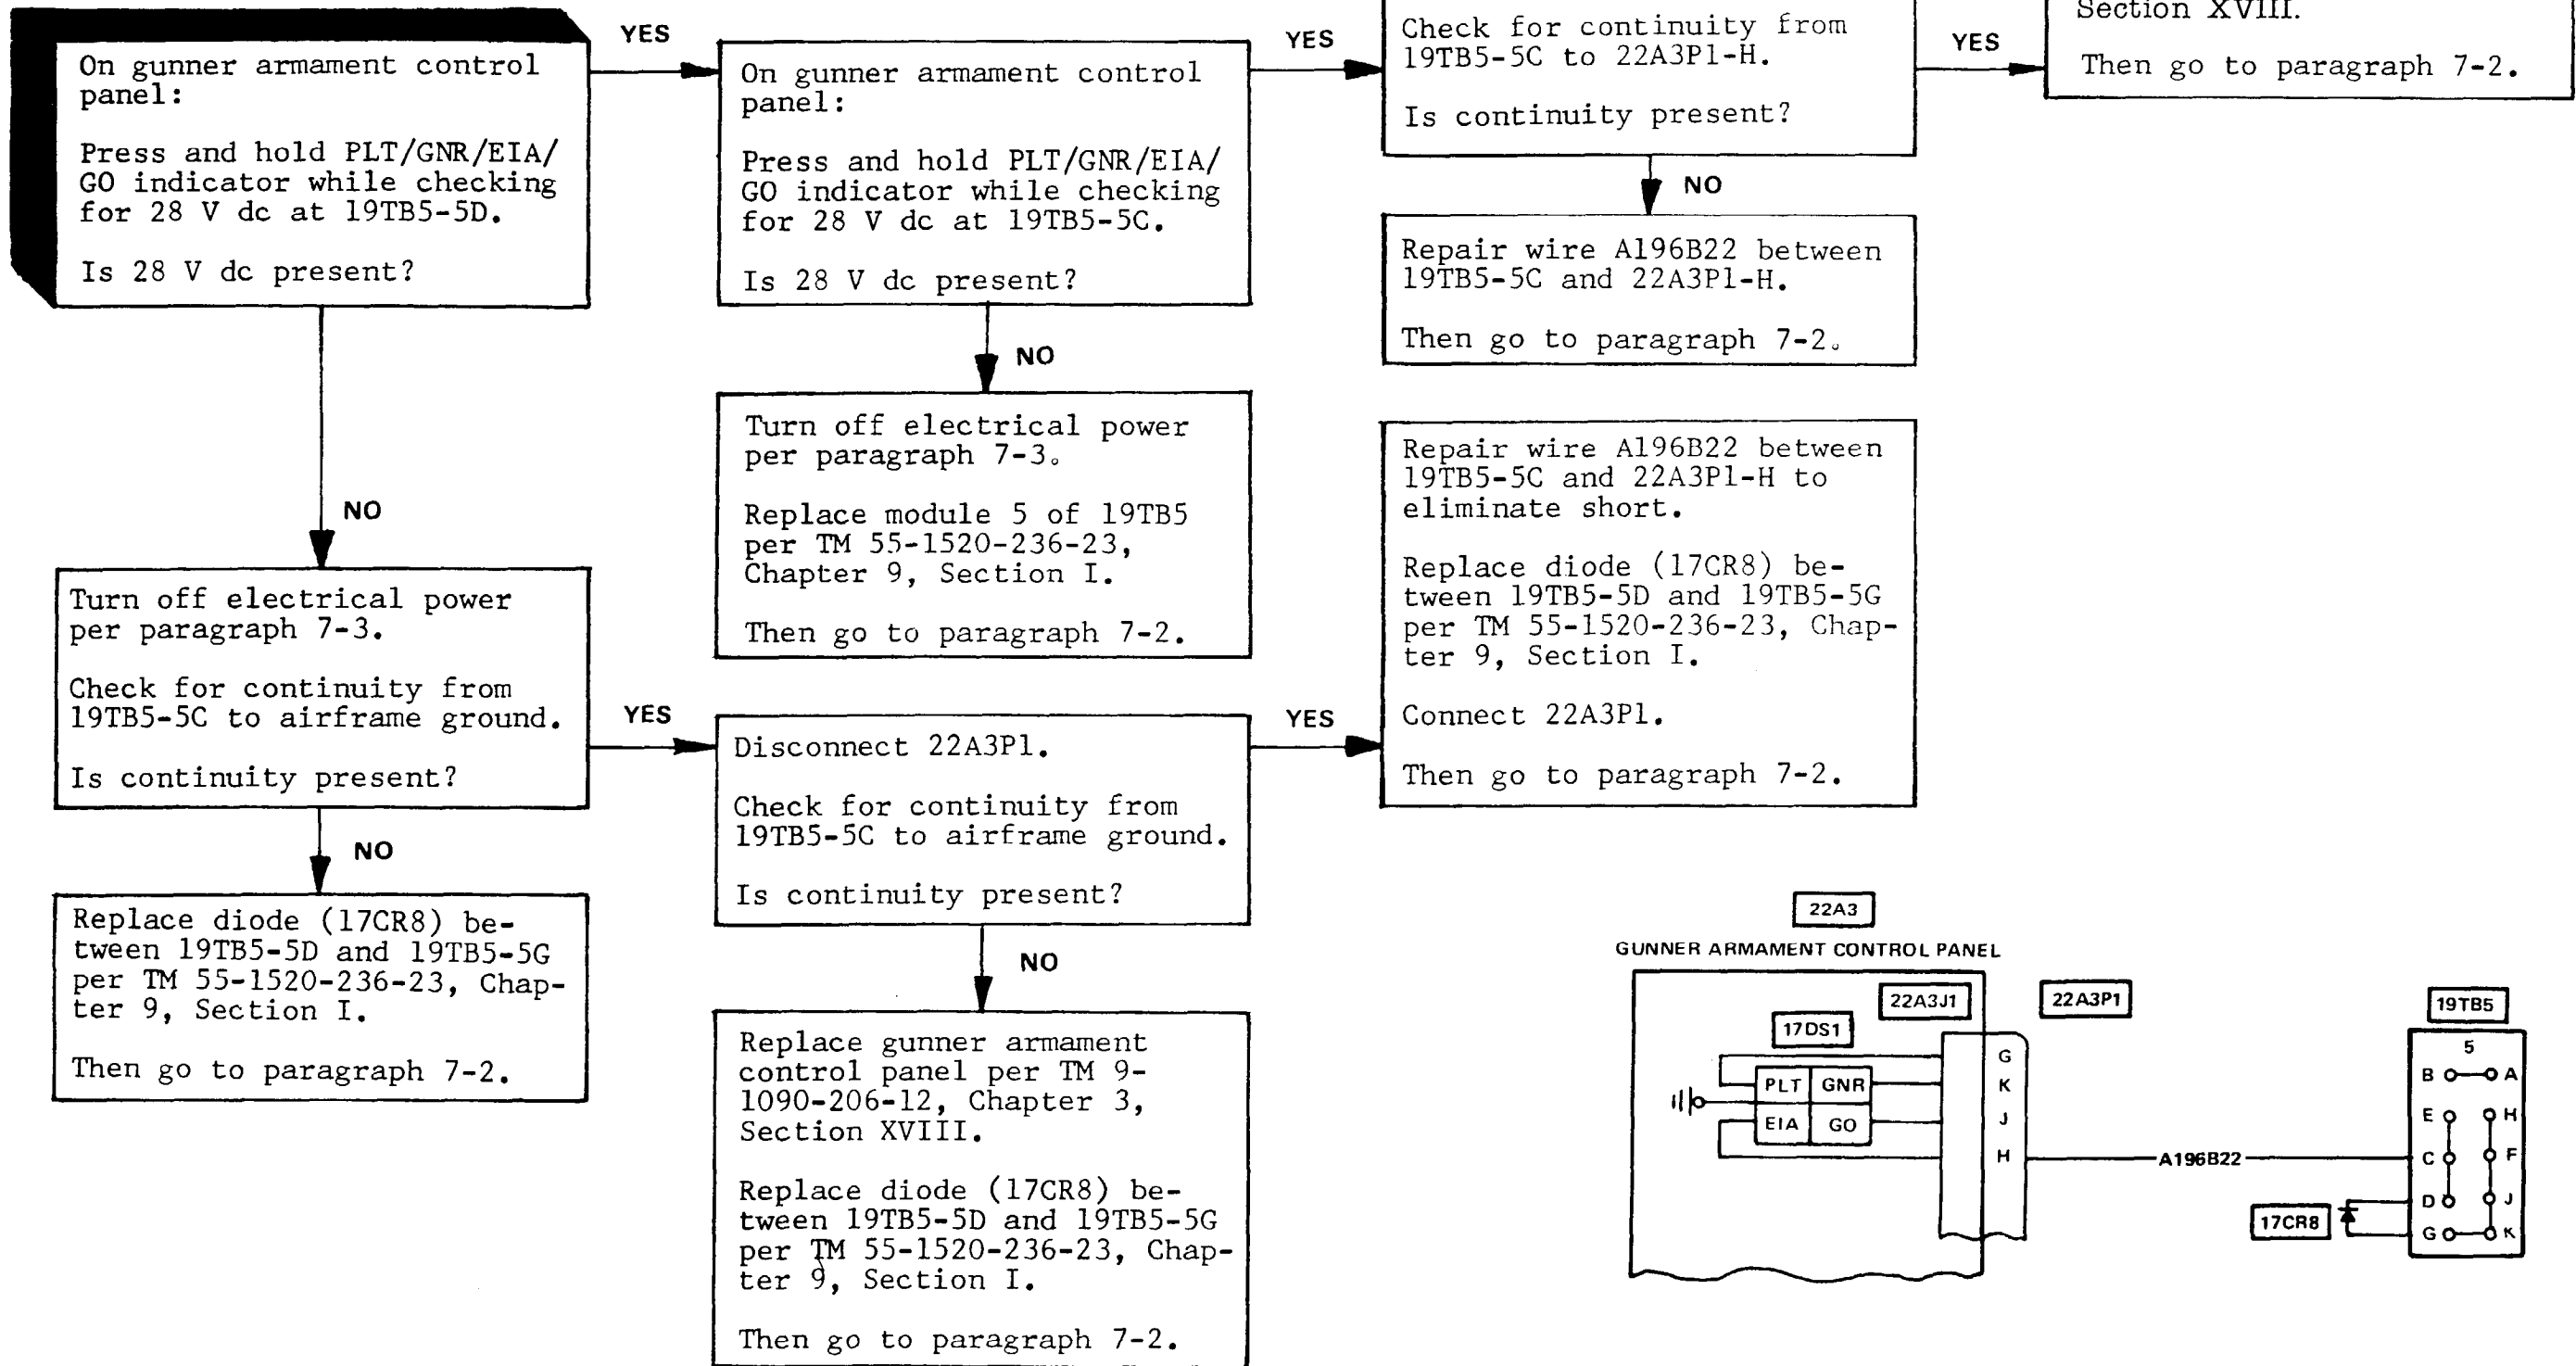 On gunner armament control
panel:
Press and hold PLT/GNR/EIA/
GO indicator while checking
for 28 V dc at 19TB5-5D.
Is 28 V dc present?
YES
On gunner armament control
panel:
Press and hold PLT/GNR/EIA/
GO indicator while checking
for 28 V dc at 19TB5-5C.
Is 28 V dc present?
YES
Check for continuity from
19TB5-5C to 22A3P1-H.
Is continuity present?
YES
Section XVIII.
Then go to paragraph 7-2.
NO
Repair wire A196B22 between
19TB5-5C and 22A3P1-H.
Then go to paragraph 7-2.
NO
Turn off electrical power
per paragraph 7-3.
Replace module 5 of 19TB5
per TM 55-1520-236-23,
Chapter 9, Section I.
Then go to paragraph 7-2.
NO
Turn off electrical power
per paragraph 7-3.
Check for continuity from
19TB5-5C to airframe ground.
Is continuity present?
YES
Disconnect 22A3P1.
Check for continuity from
19TB5-5C to airframe ground.
Is continuity present?
YES
Repair wire A196B22 between
19TB5-5C and 22A3P1-H to
eliminate short.
Replace diode (17CR8) be-
tween 19TB5-5D and 19TB5-5G
per TM 55-1520-236-23, Chap-
ter 9, Section I.
Connect 22A3P1.
Then go to paragraph 7-2.
NO
Replace diode (17CR8) be-
tween 19TB5-5D and 19TB5-5G
per TM 55-1520-236-23, Chap-
ter 9, Section I.
Then go to paragraph 7-2.
NO
Replace gunner armament
control panel per TM 9-
1090-206-12, Chapter 3,
Section XVIII.
Replace diode (17CR8) be-
tween 19TB5-5D and 19TB5-5G
per TM 55-1520-236-23, Chap-
ter 9, Section I.
Then go to paragraph 7-2.
22A3
GUNNER ARMAMENT CONTROL PANEL
22A3J1
22A3P1
19TB5
17DS1
G
K
J
H
PLT GNR
EIA GO
A196B22
17CR8
5
B A
E H
C F
D J
G K